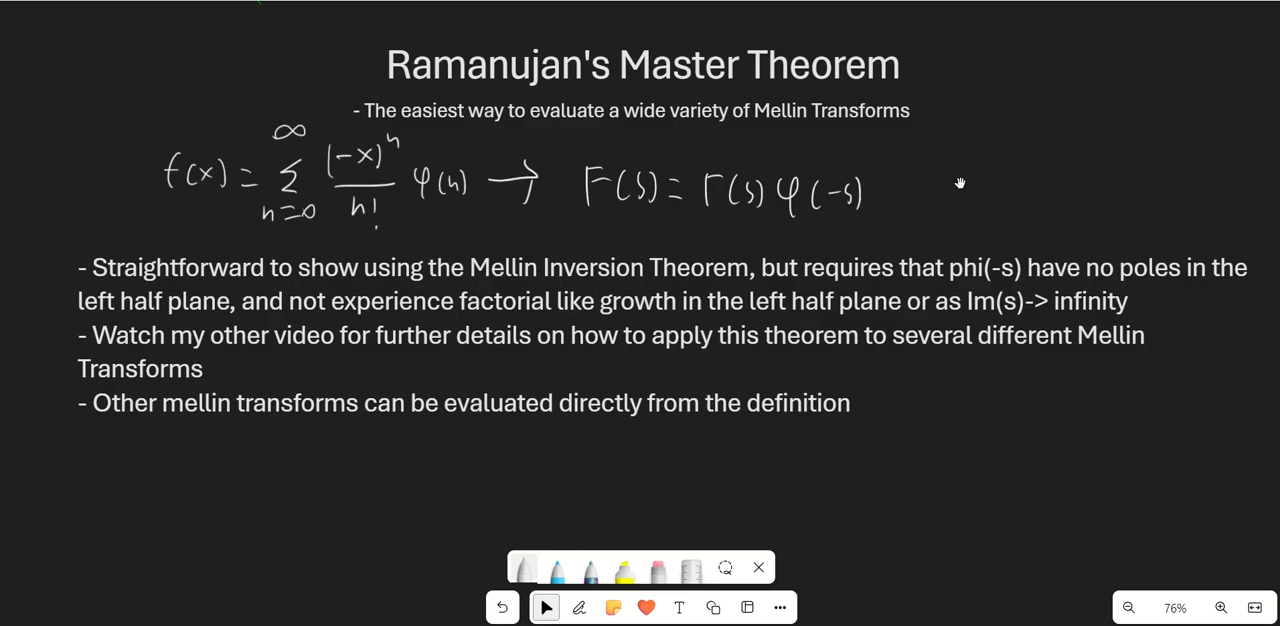 Ramanujan's Master Theorem
- The easiest way to evaluate a wide variety of Mellin Transforms
f(x) = ∞ Σ n=0 (-x)^n / n! φ(n) → F(s) = Γ(s) φ(-s)
- Straightforward to show using the Mellin Inversion Theorem, but requires that phi(-s) have no poles in the
left half plane, and not experience factorial like growth in the left half plane or as Im(s)-> infinity
- Watch my other video for further details on how to apply this theorem to several different Mellin
Transforms
- Other mellin transforms can be evaluated directly from the definition
76%